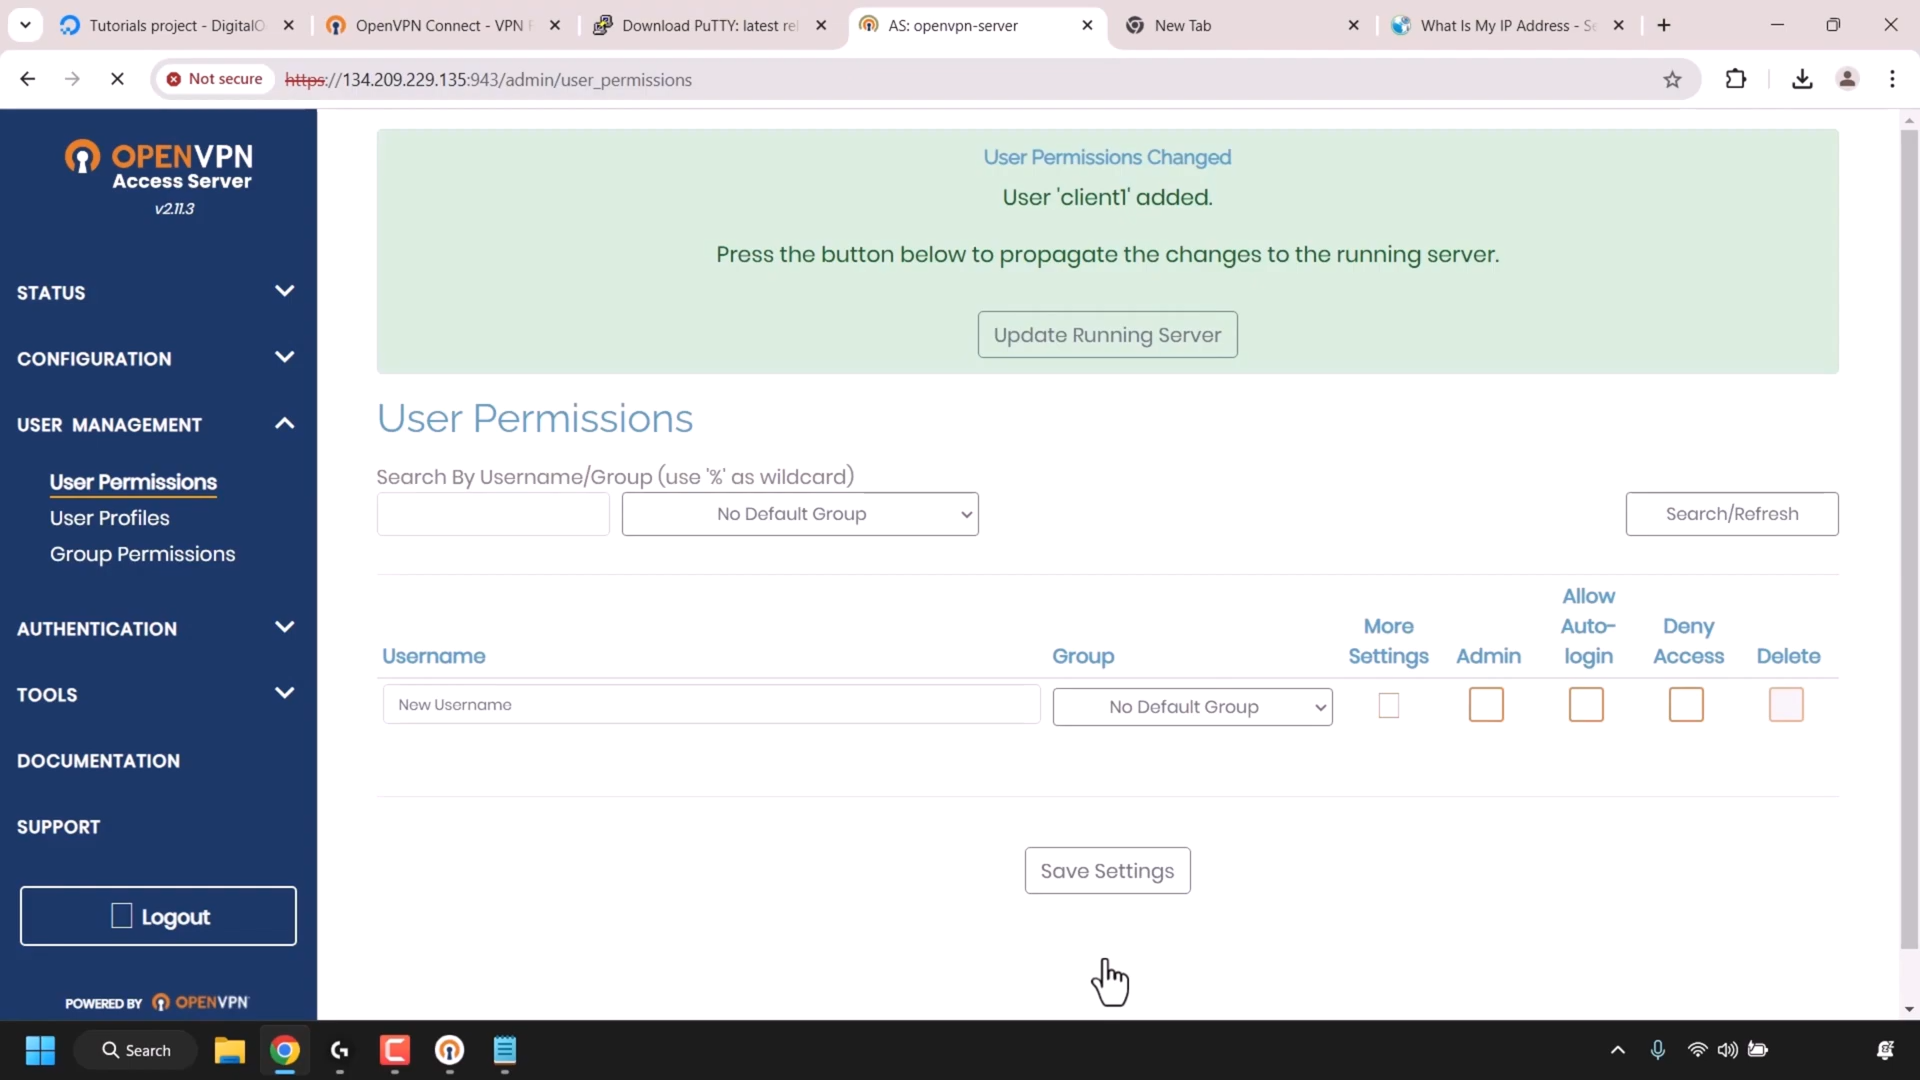 Tutorials project - DigitalO
OpenVPN Connect - VPN F
Download PuTTY: latest rel
AS: openvpn-server
New Tab
What Is My IP Address - Se
Not secure
https://134.209.229.135:943/admin/user_permissions
OPENVPN
Access Server
v2.11.3
STATUS
CONFIGURATION
USER MANAGEMENT
User Permissions
User Profiles
Group Permissions
AUTHENTICATION
TOOLS
DOCUMENTATION
SUPPORT
Logout
POWERED BY OPENVPN
User Permissions Changed
User 'client1' added.
Press the button below to propagate the changes to the running server.
Update Running Server
User Permissions
Search By Username/Group (use '%' as wildcard)
No Default Group
Search/Refresh
Username
Group
More Settings
Admin
Allow Auto-login
Deny Access
Delete
New Username
No Default Group
Save Settings
Search